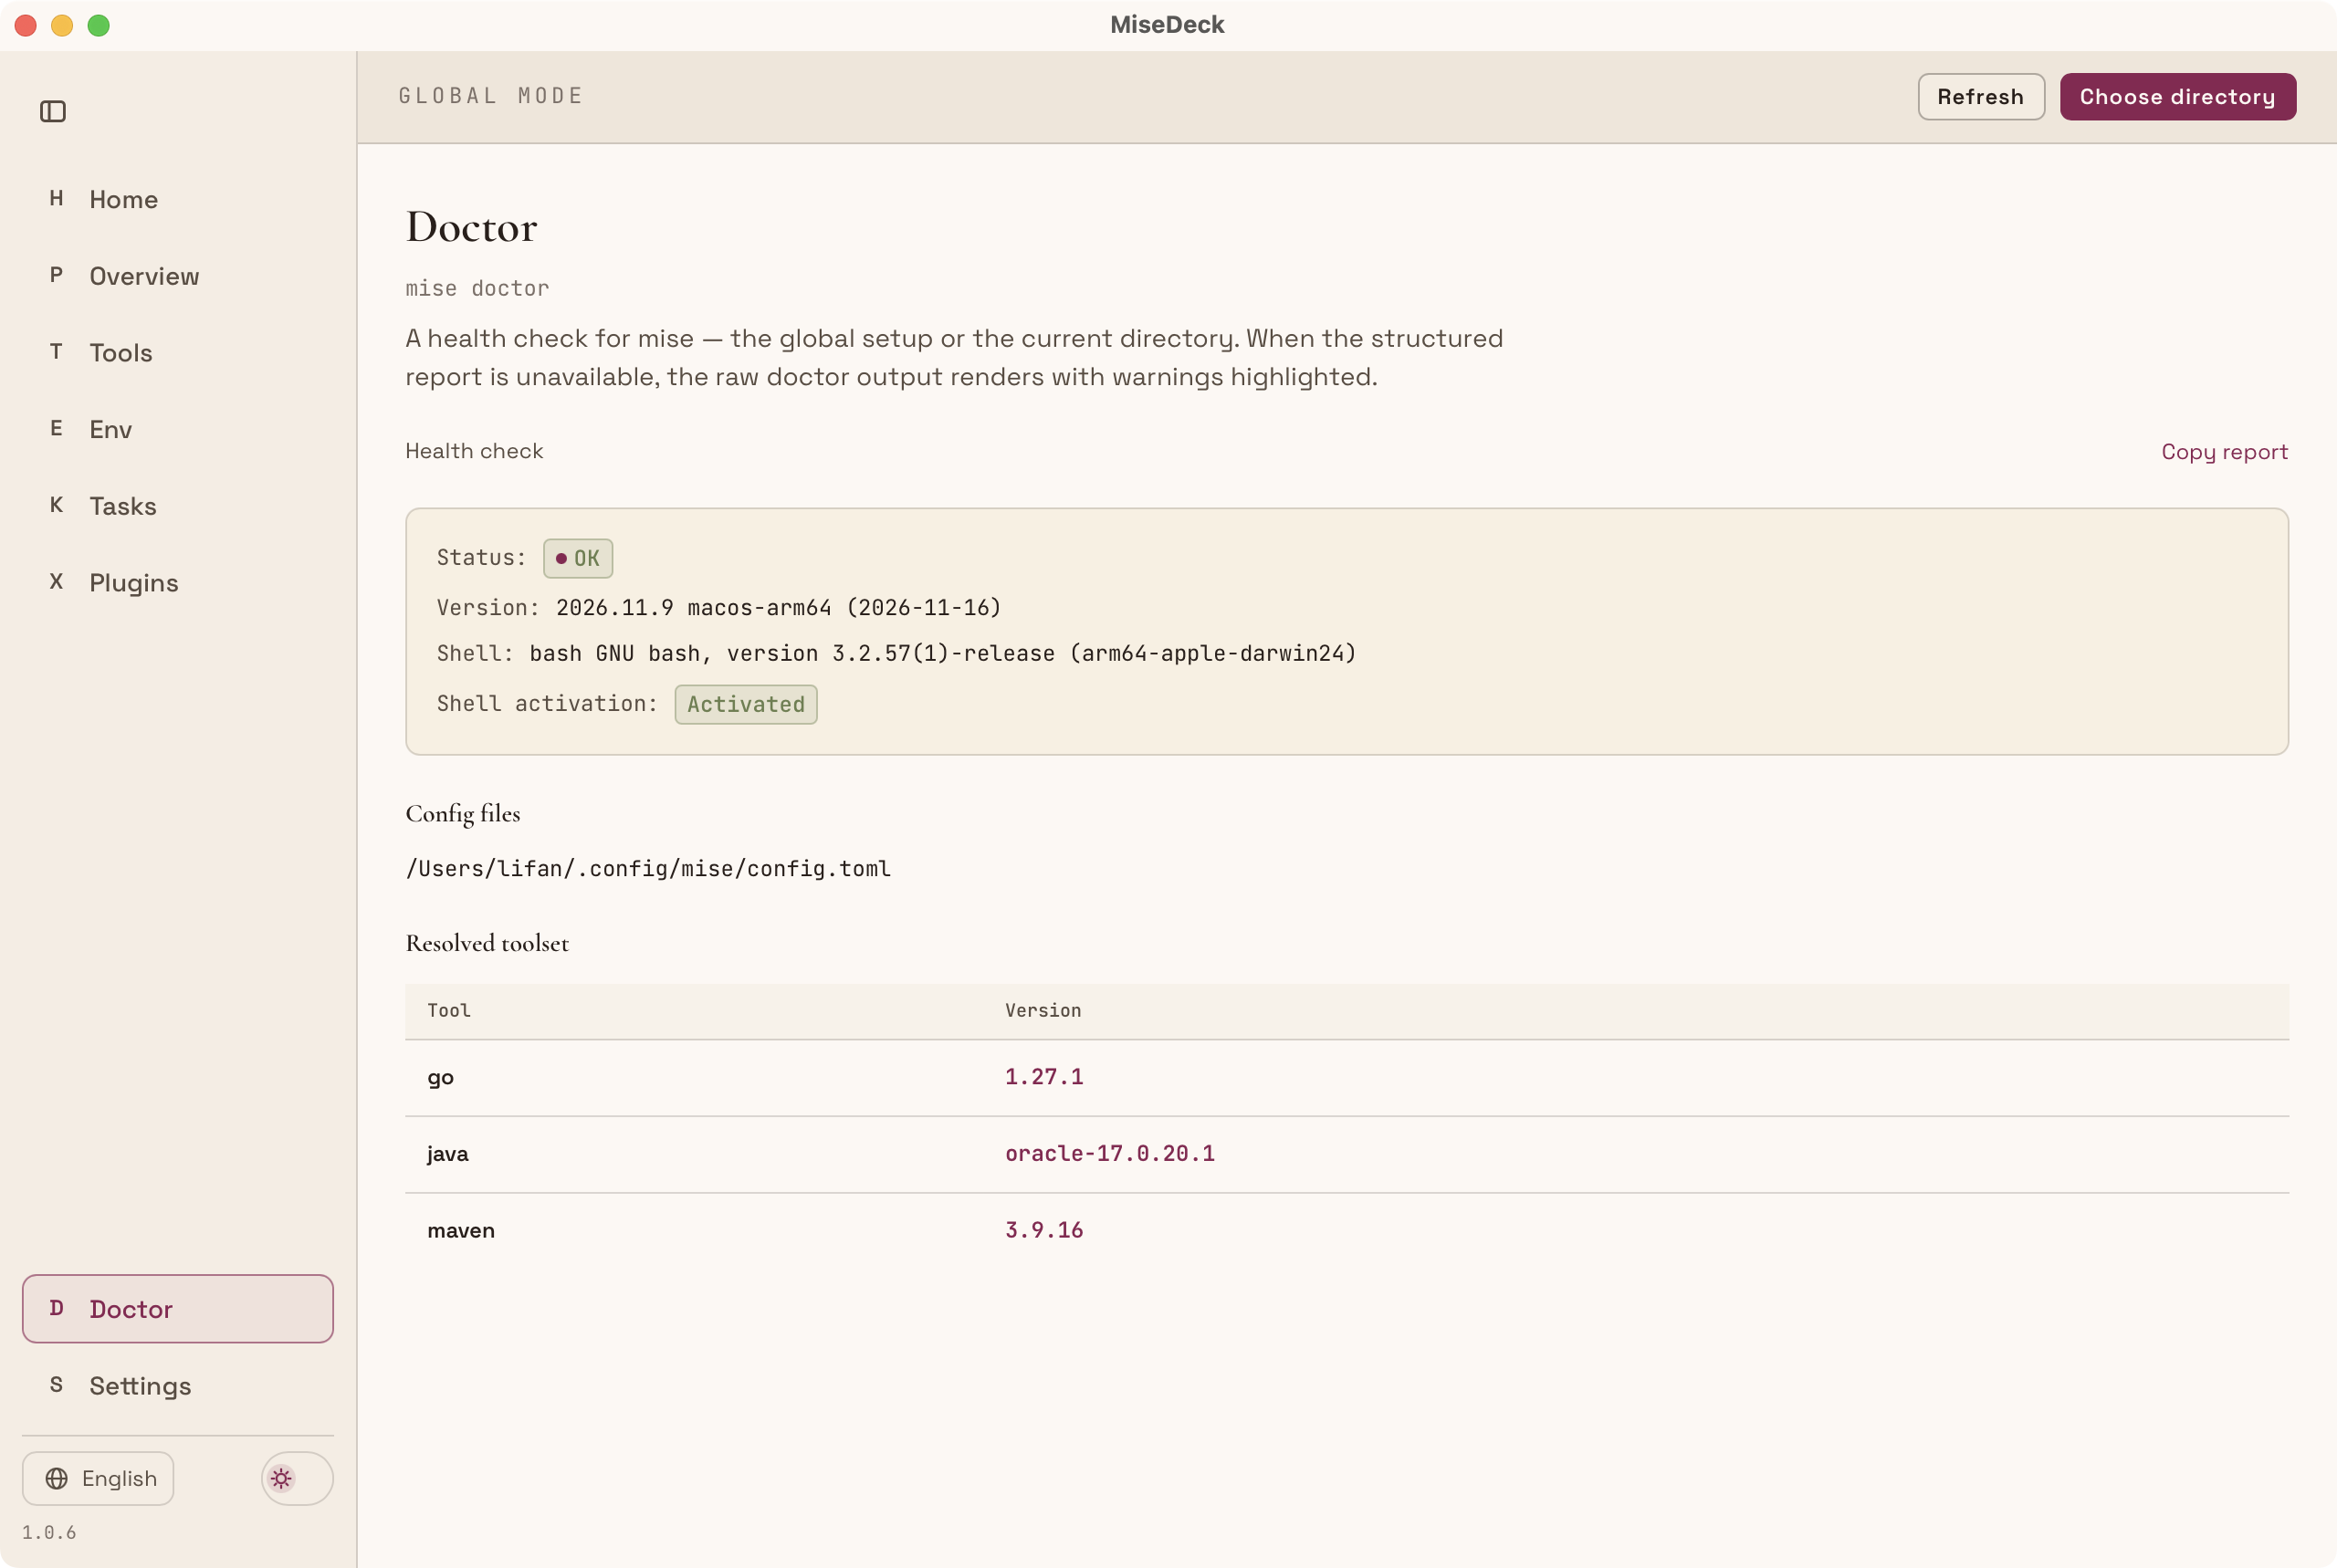 MiseDeck
GLOBAL MODE
Refresh
Choose directory
H Home
P Overview
T Tools
E Env
K Tasks
X Plugins
D Doctor
S Settings
English
1.0.6
Doctor
mise doctor
A health check for mise — the global setup or the current directory. When the structured
report is unavailable, the raw doctor output renders with warnings highlighted.
Health check
Copy report
Status: OK
Version: 2026.11.9 macos-arm64 (2026-11-16)
Shell: bash GNU bash, version 3.2.57(1)-release (arm64-apple-darwin24)
Shell activation: Activated
Config files
/Users/lifan/.config/mise/config.toml
Resolved toolset
Tool Version
go 1.27.1
java oracle-17.0.20.1
maven 3.9.16